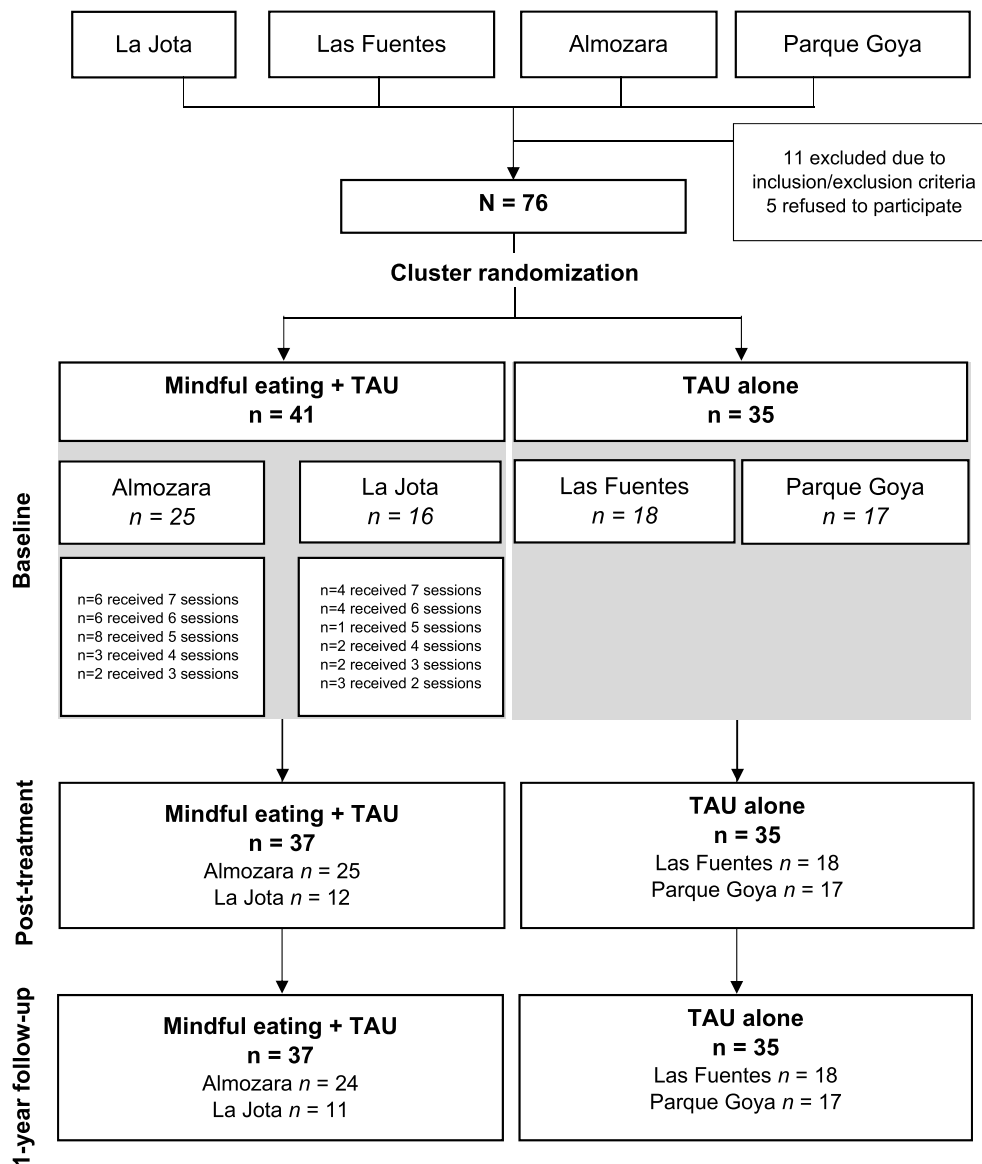 La Jota
Las Fuentes
Almozara
Parque Goya
11 excluded due to
inclusion/exclusion criteria
5 refused to participate
N = 76
Cluster randomization
Mindful eating + TAU
n = 41
TAU alone
n = 35
Baseline
Almozara
n = 25
La Jota
n = 16
Las Fuentes
n = 18
Parque Goya
n = 17
n=6 received 7 sessions
n=6 received 6 sessions
n=8 received 5 sessions
n=3 received 4 sessions
n=2 received 3 sessions
n=4 received 7 sessions
n=4 received 6 sessions
n=1 received 5 sessions
n=2 received 4 sessions
n=2 received 3 sessions
n=3 received 2 sessions
Post-treatment
Mindful eating + TAU
n = 37
Almozara n = 25
La Jota n = 12
TAU alone
n = 35
Las Fuentes n = 18
Parque Goya n = 17
1-year follow-up
Mindful eating + TAU
n = 37
Almozara n = 24
La Jota n = 11
TAU alone
n = 35
Las Fuentes n = 18
Parque Goya n = 17